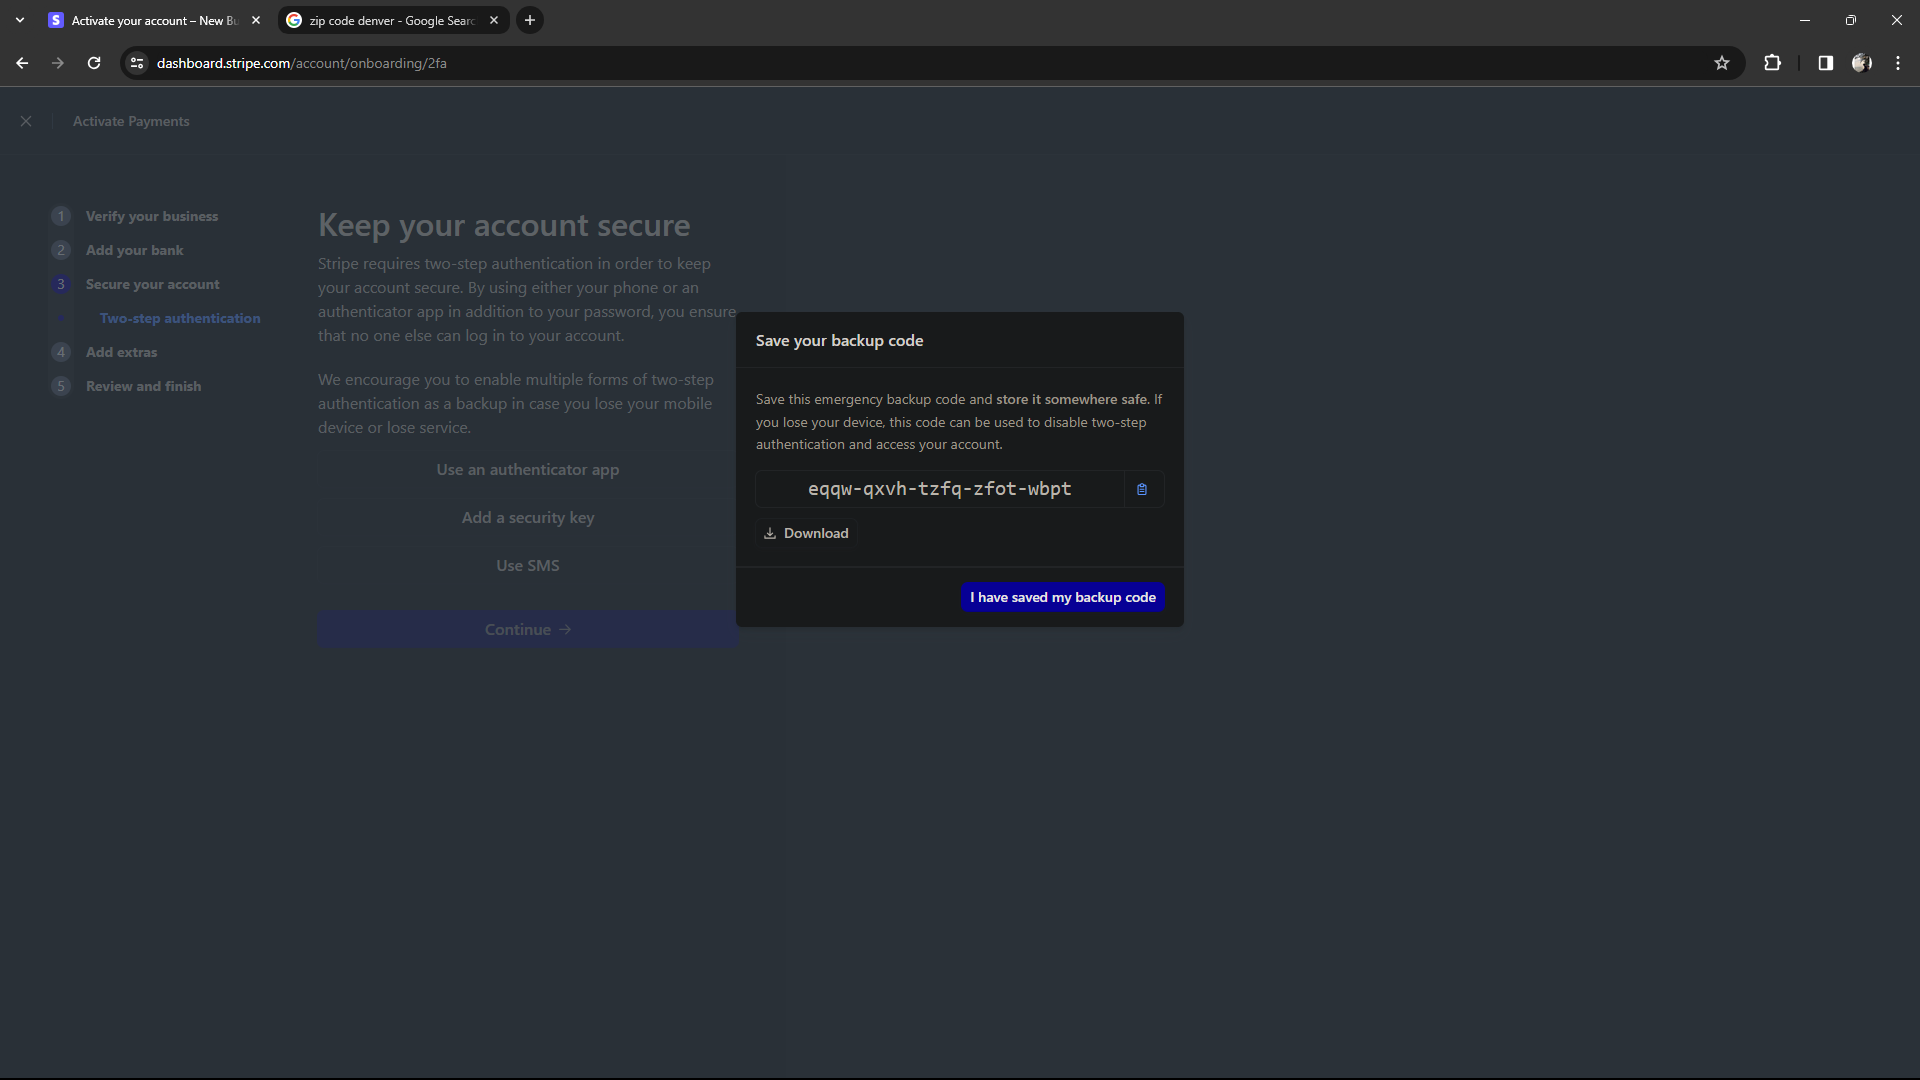 Activate your account – New Bu
zip code denver - Google Searc
dashboard.stripe.com/account/onboarding/2fa
Activate Payments
1 Verify your business
2 Add your bank
3 Secure your account
Two-step authentication
4 Add extras
5 Review and finish
Keep your account secure
Stripe requires two-step authentication in order to keep
your account secure. By using either your phone or an
authenticator app in addition to your password, you ensure
that no one else can log in to your account.
We encourage you to enable multiple forms of two-step
authentication as a backup in case you lose your mobile
device or lose service.
Use an authenticator app
Add a security key
Use SMS
Continue →
Save your backup code
Save this emergency backup code and store it somewhere safe. If
you lose your device, this code can be used to disable two-step
authentication and access your account.
eqqw-qxvh-tzfq-zfot-wbpt
Download
I have saved my backup code